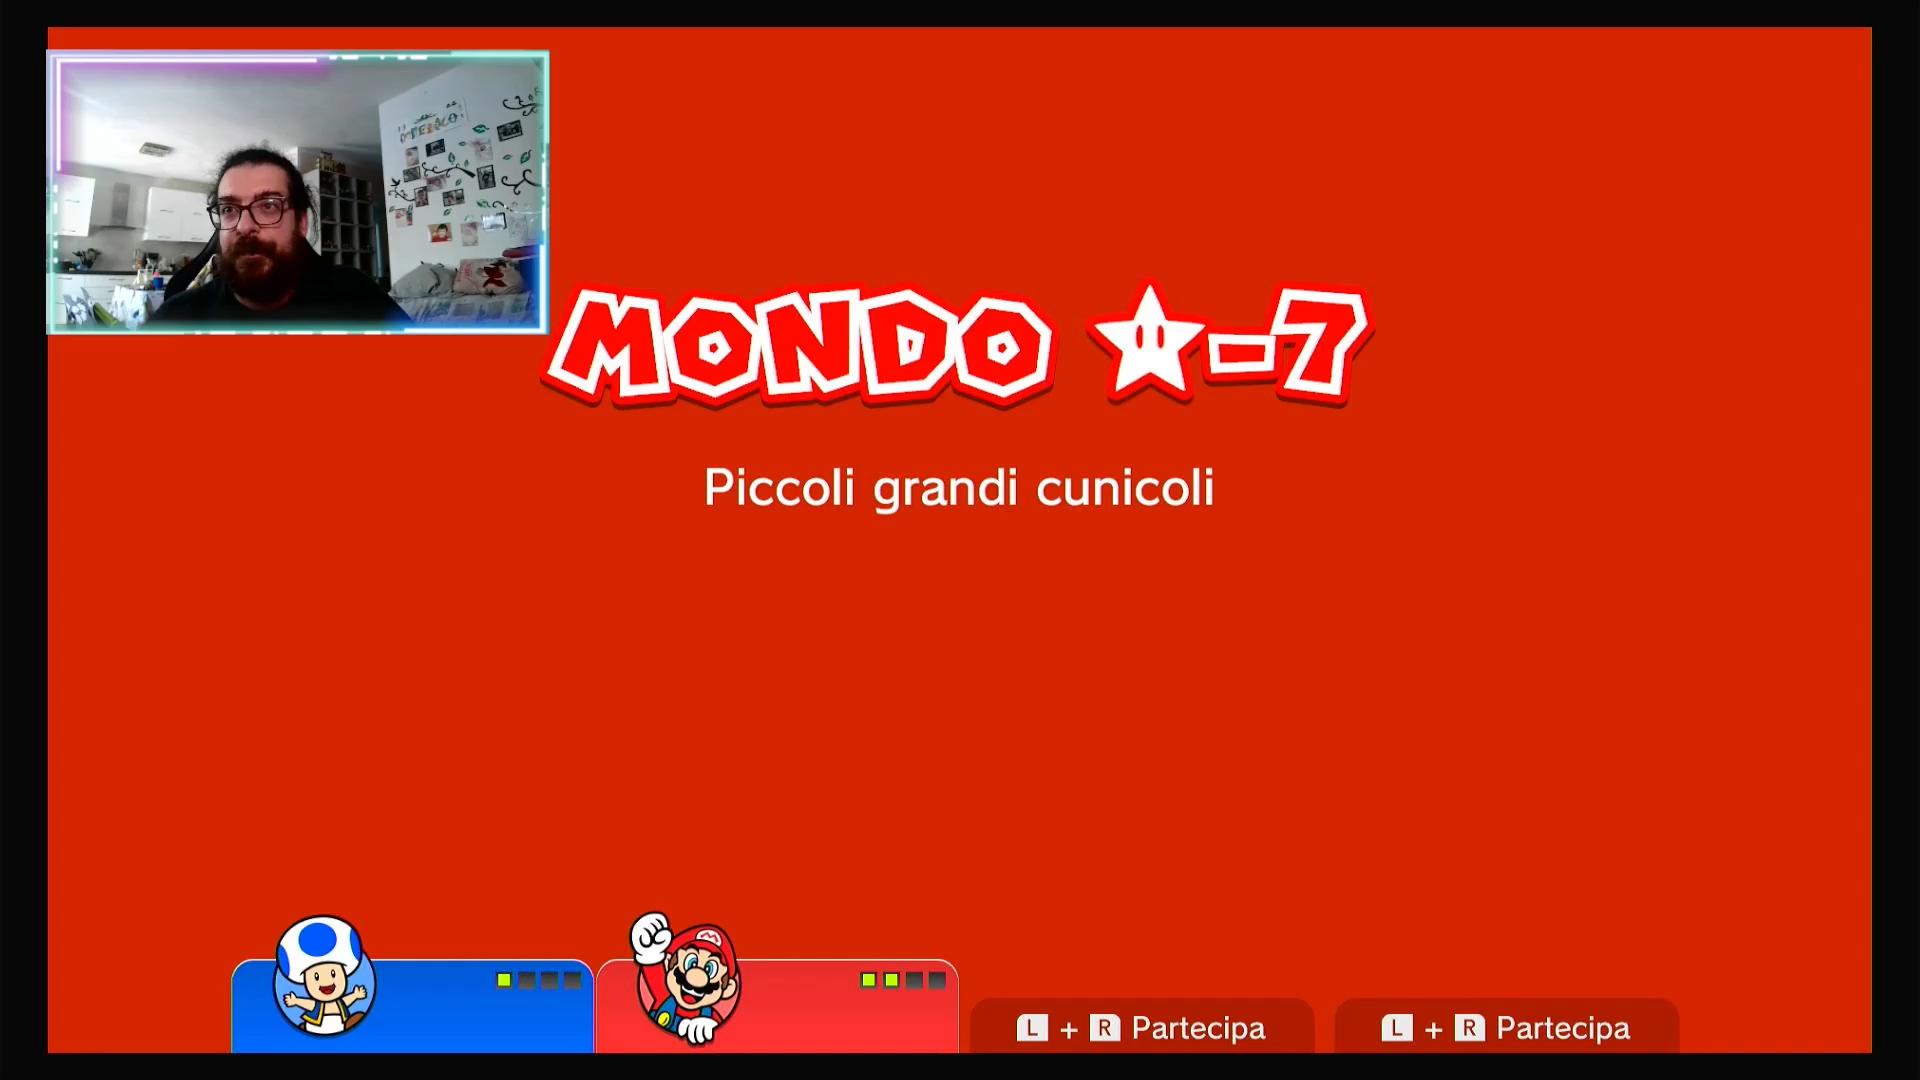 MONDO ★-7
Piccoli grandi cunicoli
L + R Partecipa
L + R Partecipa